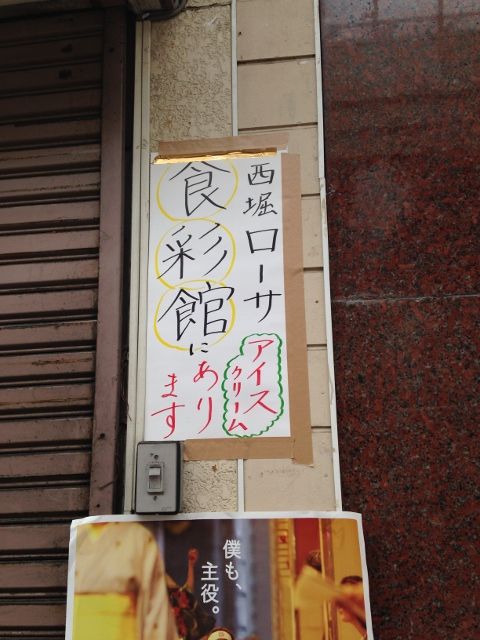 西堀ローサ
アイス
クリーム
食彩館に
あり
ます
僕も、
主役。